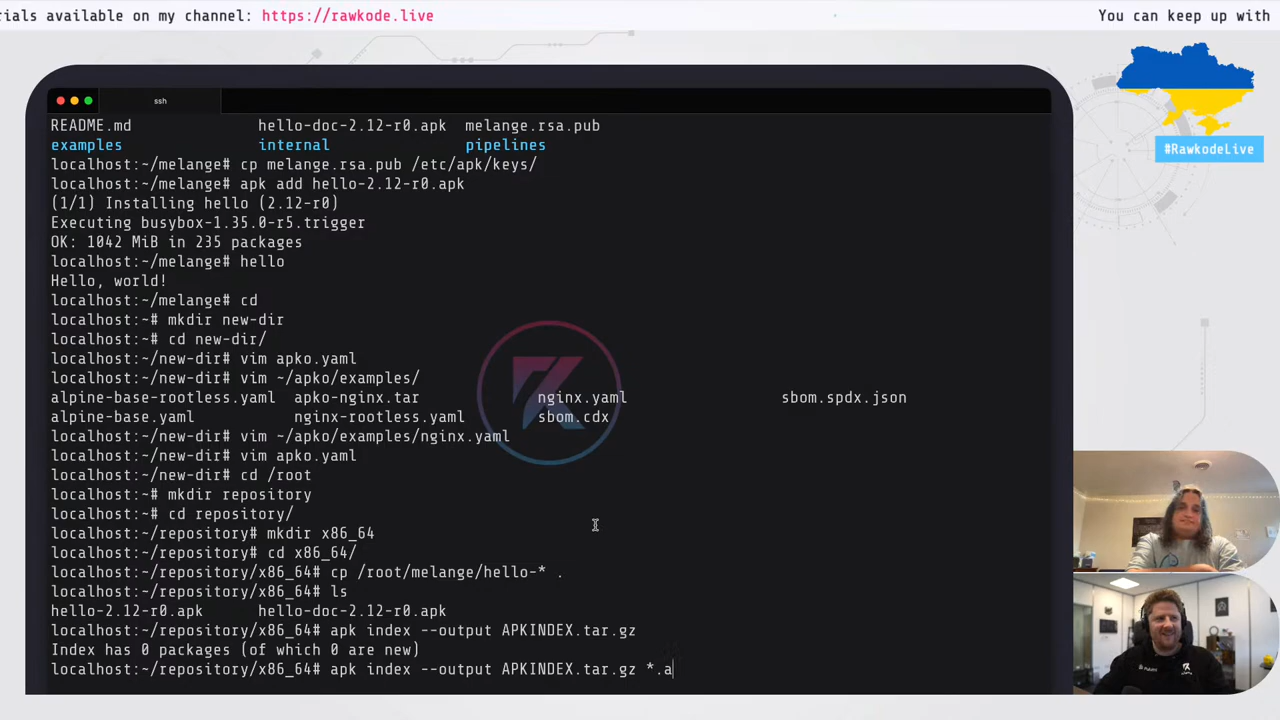 rials available on my channel: https://rawkode.live
You can keep up with
#RawkodeLive
ssh
README.md hello-doc-2.12-r0.apk melange.rsa.pub
examples internal pipelines
localhost:~/melange# cp melange.rsa.pub /etc/apk/keys/
localhost:~/melange# apk add hello-2.12-r0.apk
(1/1) Installing hello (2.12-r0)
Executing busybox-1.35.0-r5.trigger
OK: 1042 MiB in 235 packages
localhost:~/melange# hello
Hello, world!
localhost:~/melange# cd
localhost:~# mkdir new-dir
localhost:~# cd new-dir/
localhost:~/new-dir# vim apko.yaml
localhost:~/new-dir# vim ~/apko/examples/
alpine-base-rootless.yaml apko-nginx.tar nginx.yaml sbom.spdx.json
alpine-base.yaml nginx-rootless.yaml sbom.cdx
localhost:~/new-dir# vim ~/apko/examples/nginx.yaml
localhost:~/new-dir# vim apko.yaml
localhost:~/new-dir# cd /root
localhost:~# mkdir repository
localhost:~# cd repository/
localhost:~/repository# mkdir x86_64
localhost:~/repository# cd x86_64/
localhost:~/repository/x86_64# cp /root/melange/hello-* .
localhost:~/repository/x86_64# ls
hello-2.12-r0.apk hello-doc-2.12-r0.apk
localhost:~/repository/x86_64# apk index --output APKINDEX.tar.gz
Index has 0 packages (of which 0 are new)
localhost:~/repository/x86_64# apk index --output APKINDEX.tar.gz *.a